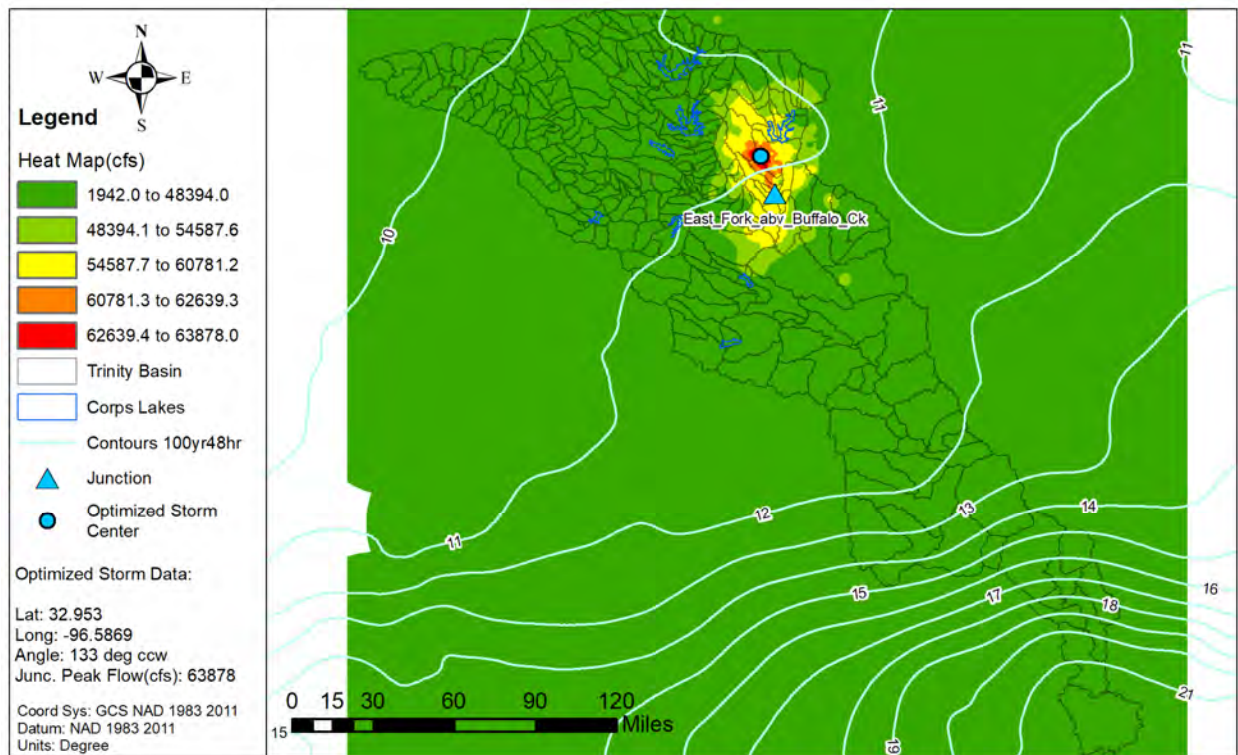 N
W E
S
Legend
Heat Map(cfs)
1942.0 to 48394.0
48394.1 to 54587.6
54587.7 to 60781.2
60781.3 to 62639.3
62639.4 to 63878.0
Trinity Basin
Corps Lakes
Contours 100yr48hr
Junction
Optimized Storm
Center
Optimized Storm Data:
Lat: 32.953
Long: -96.5869
Angle: 133 deg ccw
Junc. Peak Flow(cfs): 63878
Coord Sys: GCS NAD 1983 2011
Datum: NAD 1983 2011
Units: Degree
11
11
East_Fork_abv_Buffalo_Ck
10
12
13
14
11
15
17
16
18
21
19
15
0 15 30 60 90 120
Miles